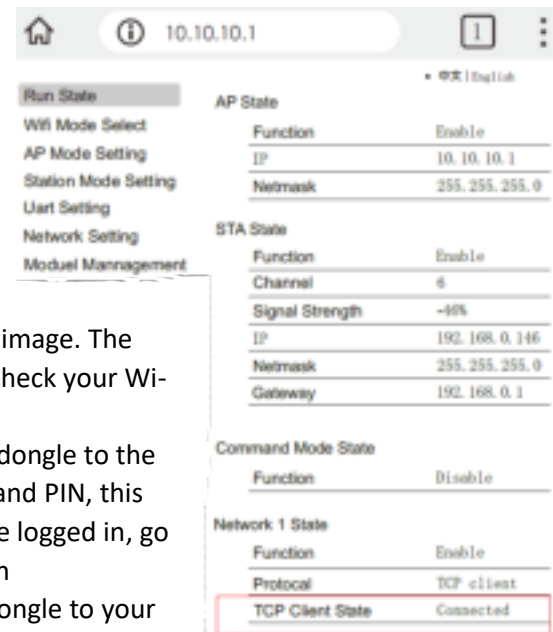 10.10.10.1
1
中文|English
Run State
Wifi Mode Select
AP Mode Setting
Station Mode Setting
Uart Setting
Network Setting
Moduel Mannagement
AP State
Function Enable
IP 10.10.10.1
Netmask 255.255.255.0
STA State
Function Enable
Channel 6
Signal Strength -46%
IP 192.168.0.146
Netmask 255.255.255.0
Gateway 192.168.0.1
Command Mode State
Function Disable
Network 1 State
Function Enable
Protocal TCP client
TCP Client State Connected
image. The
heck your Wi-
dongle to the
and PIN, this
e logged in, go
n
ongle to your